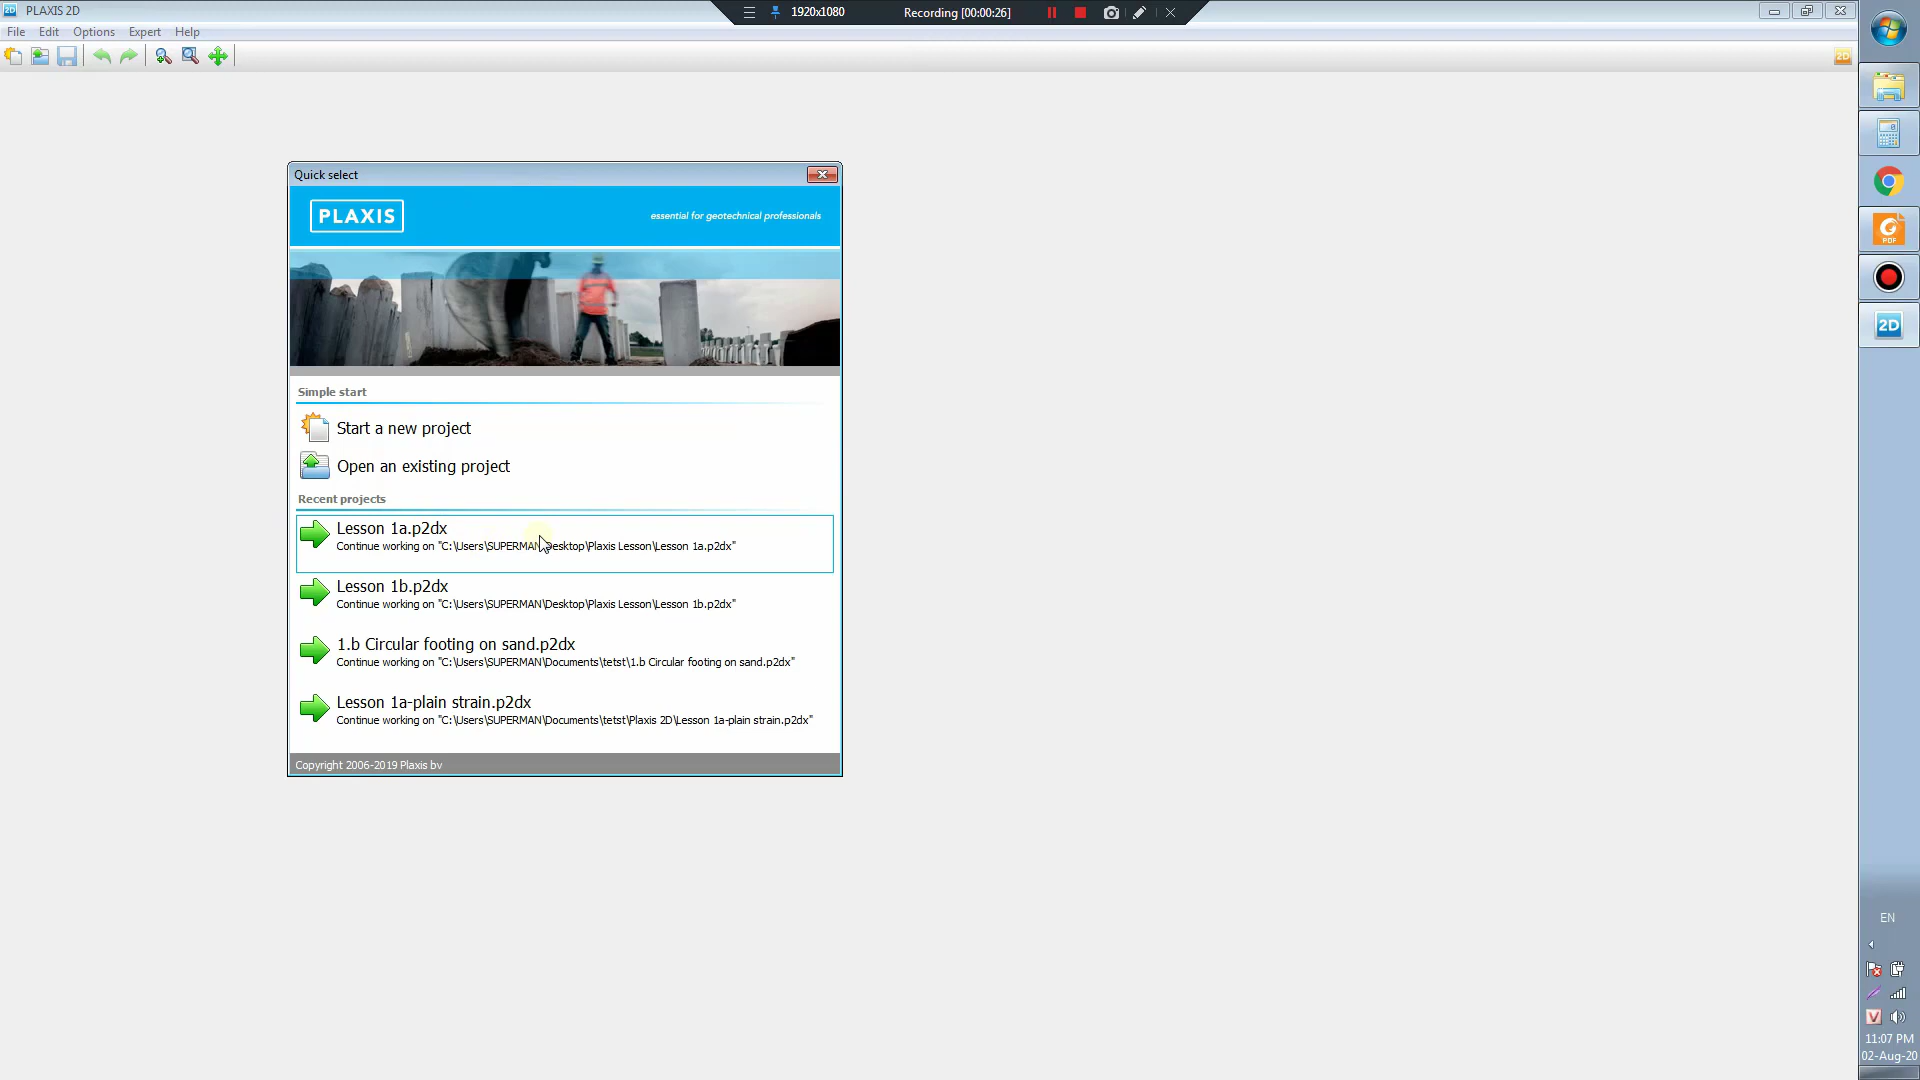 PLAXIS 2D
1920x1080
Recording [00:00:26]
File Edit Options Expert Help
2D
Quick select
PLAXIS
essential for geotechnical professionals
Simple start
Start a new project
Open an existing project
Recent projects
Lesson 1a.p2dx
Continue working on "C:\Users\SUPERMAN\Desktop\Plaxis Lesson\Lesson 1a.p2dx"
Lesson 1b.p2dx
Continue working on "C:\Users\SUPERMAN\Desktop\Plaxis Lesson\Lesson 1b.p2dx"
1.b Circular footing on sand.p2dx
Continue working on "C:\Users\SUPERMAN\Documents\tetst\1.b Circular footing on sand.p2dx"
Lesson 1a-plain strain.p2dx
Continue working on "C:\Users\SUPERMAN\Documents\tetst\Plaxis 2D\Lesson 1a-plain strain.p2dx"
Copyright 2006-2019 Plaxis bv
PDF
2D
EN
V
11:07 PM
02-Aug-20